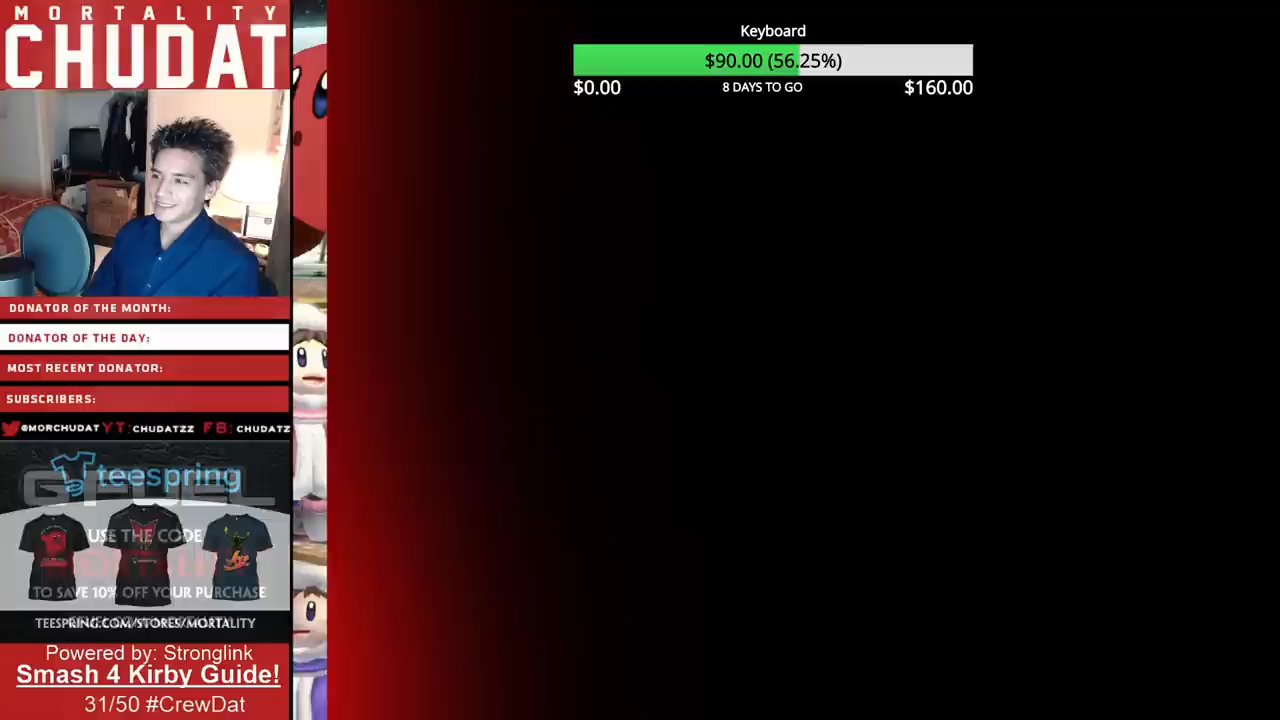 MORTALITY
CHUDAT
Keyboard
$90.00 (56.25%)
$0.00
8 DAYS TO GO
$160.00
DONATOR OF THE MONTH:
DONATOR OF THE DAY:
MOST RECENT DONATOR:
SUBSCRIBERS:
@MORCHUDAT YT: CHUDATZZ FB: CHUDATZ
teespring
G FUEL
USE THE CODE
TO SAVE 10% OFF YOUR PURCHASE
TEESPRING.COM/STORES/MORTALITY
Powered by: Stronglink
Smash 4 Kirby Guide!
31/50 #CrewDat